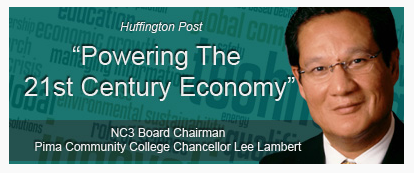 Huffington Post
“Powering The
21st Century Economy”
NC3 Board Chairman
Pima Community College Chancellor Lee Lambert